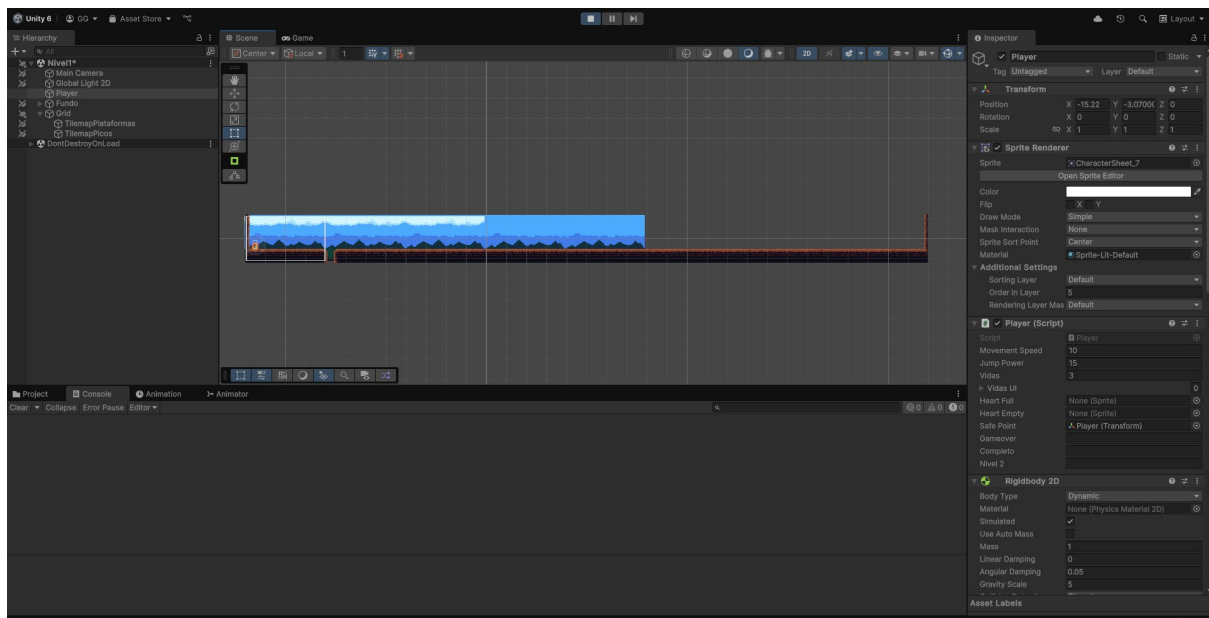 Unity 6 GG Asset Store Layout
Hierarchy
All
Nivel1*
Main Camera
Global Light 2D
Player
Fundo
Grid
TilemapPlataformas
TilemapPicos
DontDestroyOnLoad
Scene Game
Center Local 1 2D
Project Console Animation Animator
Clear Collapse Error Pause Editor 0 0 0
Inspector
Player Static
Tag Untagged Layer Default
Transform
Position X -15.22 Y -3.0700( Z 0
Rotation X 0 Y 0 Z 0
Scale X 1 Y 1 Z 1
Sprite Renderer
Sprite CharacterSheet_7
Open Sprite Editor
Color
Flip X Y
Draw Mode Simple
Mask Interaction None
Sprite Sort Point Center
Material Sprite-Lit-Default
Additional Settings
Sorting Layer Default
Order in Layer 5
Rendering Layer Mas Default
Player (Script)
Script Player
Movement Speed 10
Jump Power 15
Vidas 3
Vidas UI 0
Heart Full None (Sprite)
Heart Empty None (Sprite)
Safe Point Player (Transform)
Gameover
Completo
Nivel 2
Rigidbody 2D
Body Type Dynamic
Material None (Physics Material 2D)
Simulated
Use Auto Mass
Mass 1
Linear Damping 0
Angular Damping 0.05
Gravity Scale 5
Asset Labels